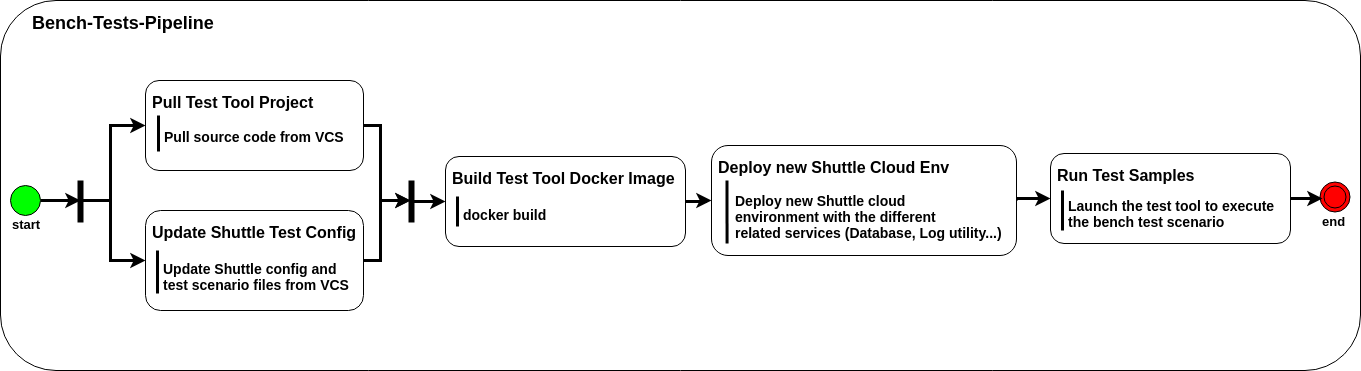 Bench-Tests-Pipeline
start
Pull Test Tool Project
Pull source code from VCS
Update Shuttle Test Config
Update Shuttle config and
test scenario files from VCS
Build Test Tool Docker Image
docker build
Deploy new Shuttle Cloud Env
Deploy new Shuttle cloud
environment with the different
related services (Database, Log utility...)
Run Test Samples
Launch the test tool to execute
the bench test scenario
end